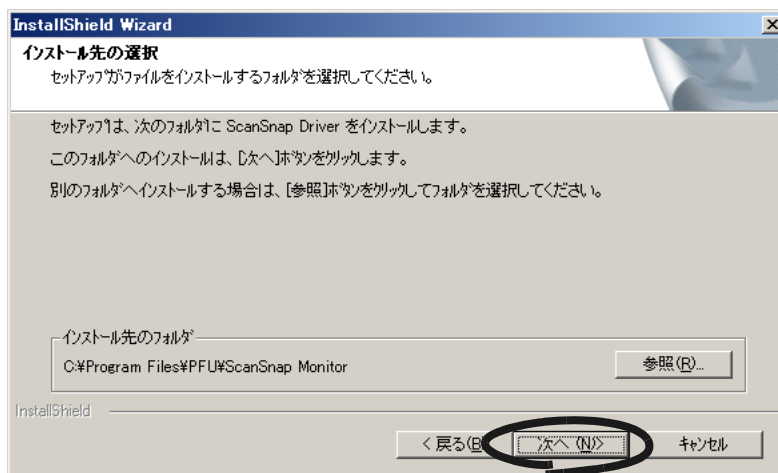 InstallShield Wizard
インストール先の選択
セットアップがファイルをインストールするフォルダを選択してください。
セットアップは、次のフォルダに ScanSnap Driver をインストールします。
このフォルダへのインストールは、[次へ]ボタンをクリックします。
別のフォルダへインストールする場合は、[参照]ボタンをクリックしてフォルダを選択してください。
インストール先のフォルダ
C:¥Program Files¥PFU¥ScanSnap Monitor
参照(R)...
InstallShield
< 戻る(B
次へ (N)>
キャンセル